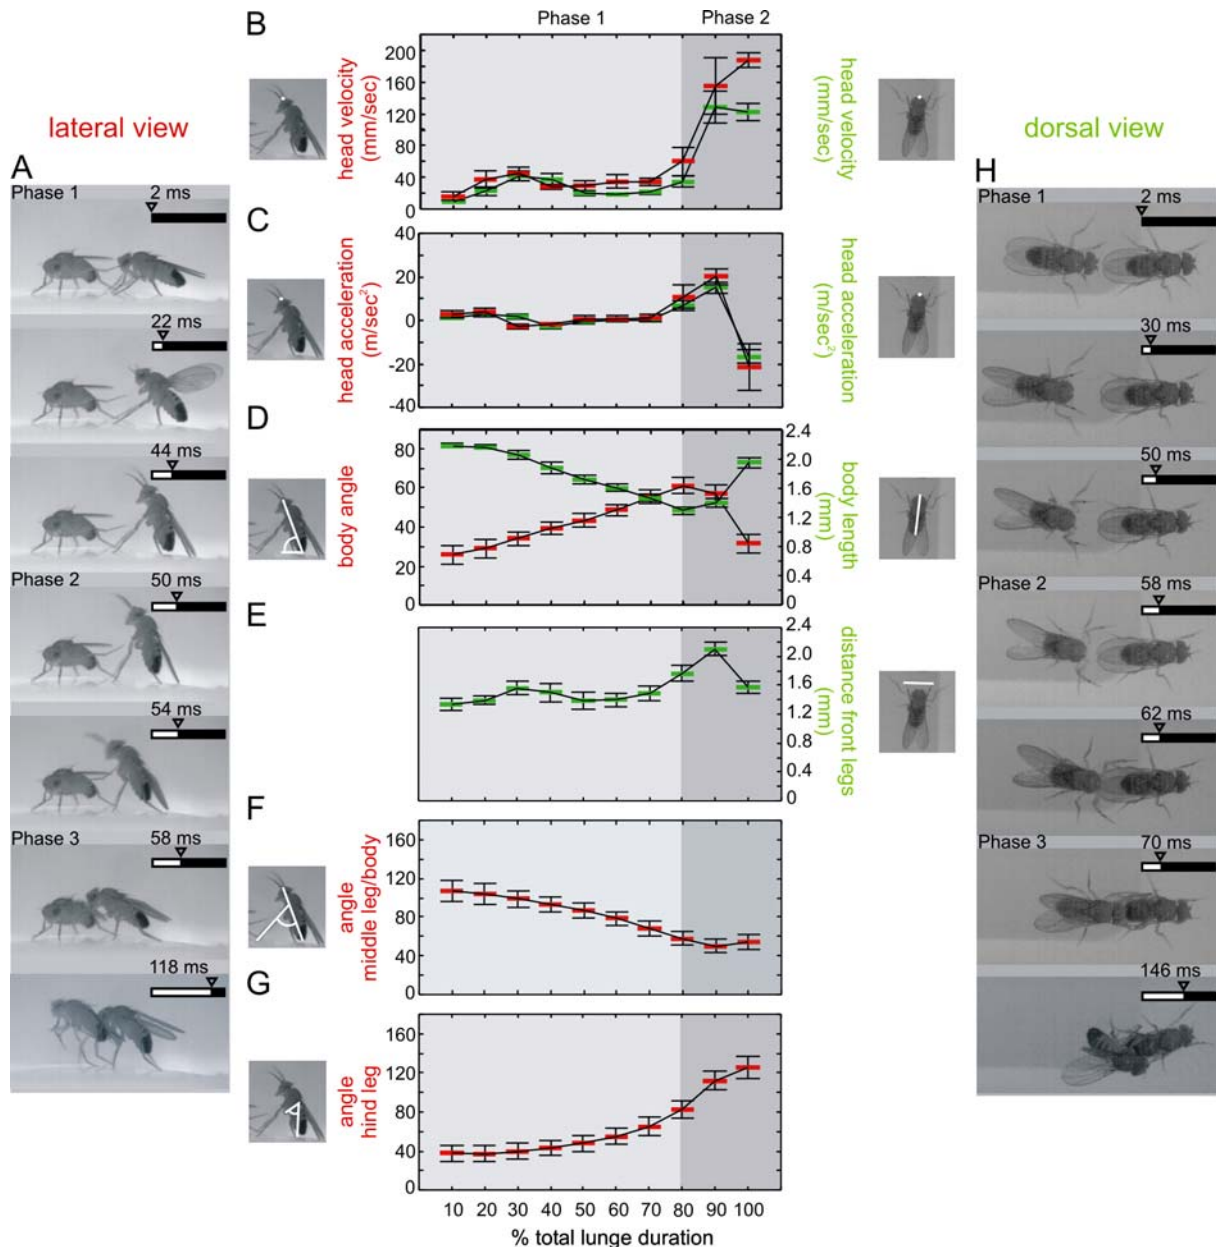 B
Phase 1
Phase 2
head velocity
(mm/sec)
200
160
120
80
40
0
head velocity
(mm/sec)
lateral view
dorsal view
A
Phase 1
2 ms
22 ms
44 ms
Phase 2
50 ms
54 ms
Phase 3
58 ms
118 ms
C
head acceleration
(m/sec²)
40
20
0
-20
-40
head acceleration
(m/sec²)
D
body angle
80
60
40
20
0
2.4
2.0
1.6
1.2
0.8
0.4
0
body length
(mm)
E
2.4
2.0
1.6
1.2
0.8
0.4
0
distance front legs
(mm)
F
angle
middle leg/body
160
120
80
40
0
G
angle
hind leg
160
120
80
40
0
10 20 30 40 50 60 70 80 90 100
% total lunge duration
H
Phase 1
2 ms
30 ms
50 ms
Phase 2
58 ms
62 ms
Phase 3
70 ms
146 ms